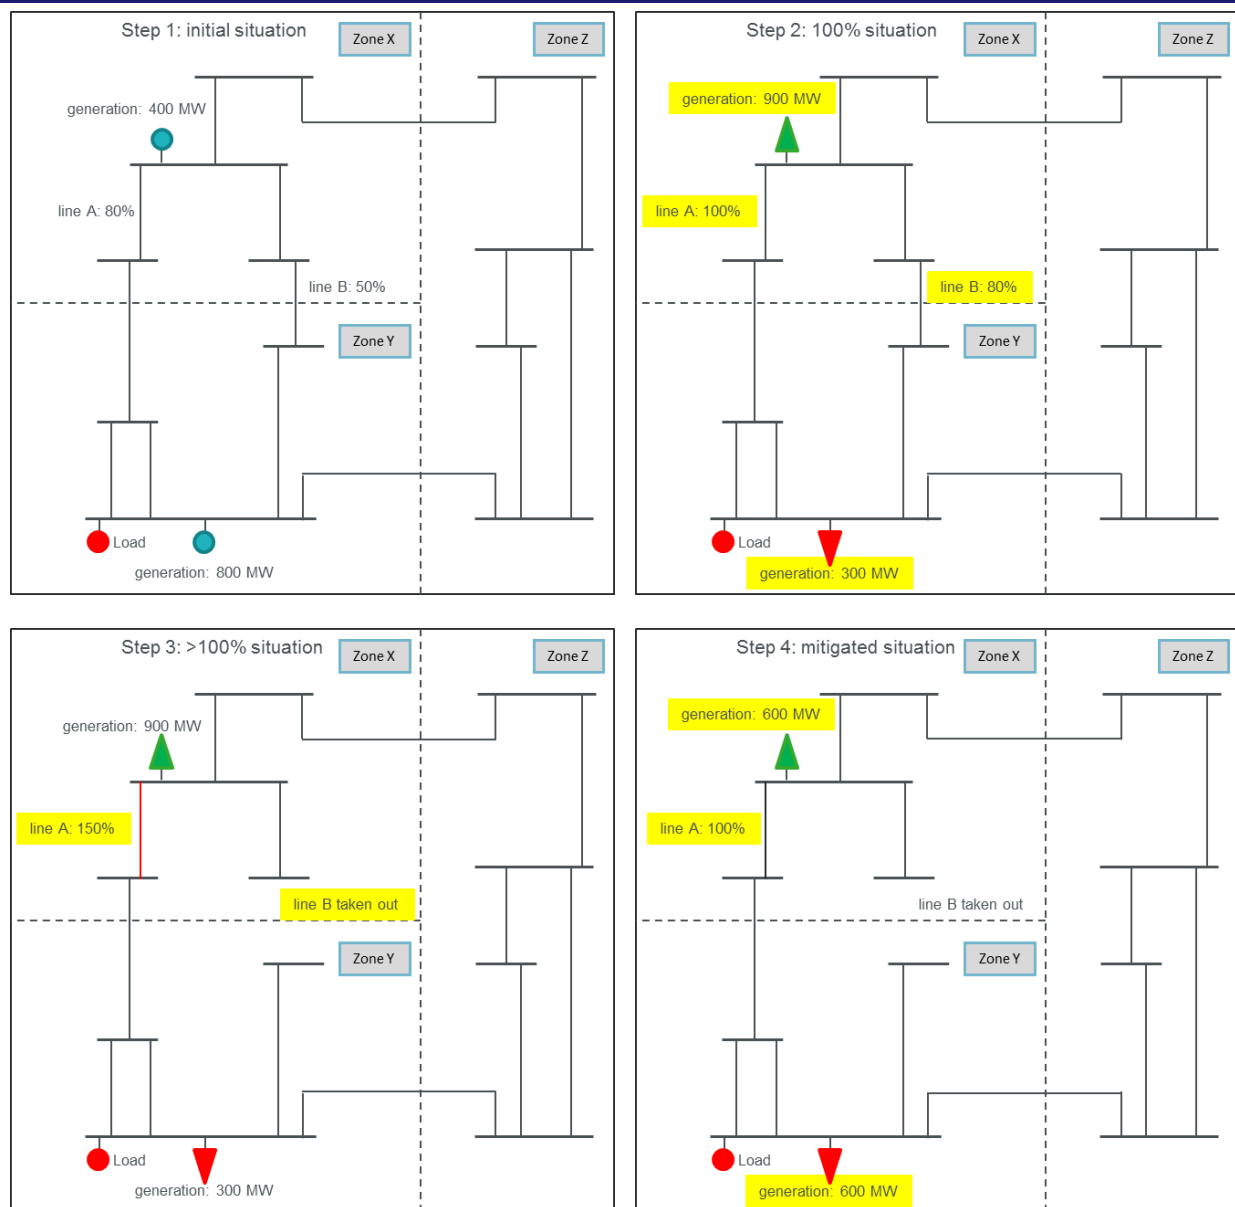 Step 1: initial situation
Zone X
Zone Z
generation: 400 MW
line A: 80%
line B: 50%
Zone Y
Load
generation: 800 MW
Step 2: 100% situation
Zone X
Zone Z
generation: 900 MW
line A: 100%
line B: 80%
Zone Y
Load
generation: 300 MW
Step 3: >100% situation
Zone X
Zone Z
generation: 900 MW
line A: 150%
line B taken out
Zone Y
Load
generation: 300 MW
Step 4: mitigated situation
Zone X
Zone Z
generation: 600 MW
line A: 100%
line B taken out
Zone Y
Load
generation: 600 MW